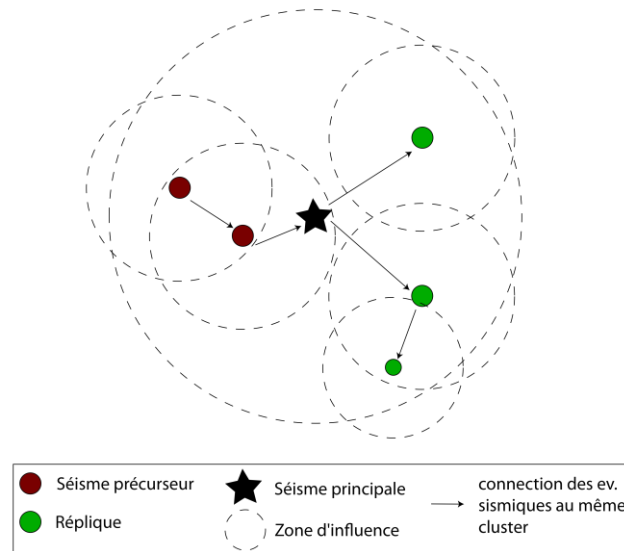 Séisme précurseur
Réplique
Séisme principale
Zone d'influence
connection des ev.
sismiques au même
cluster